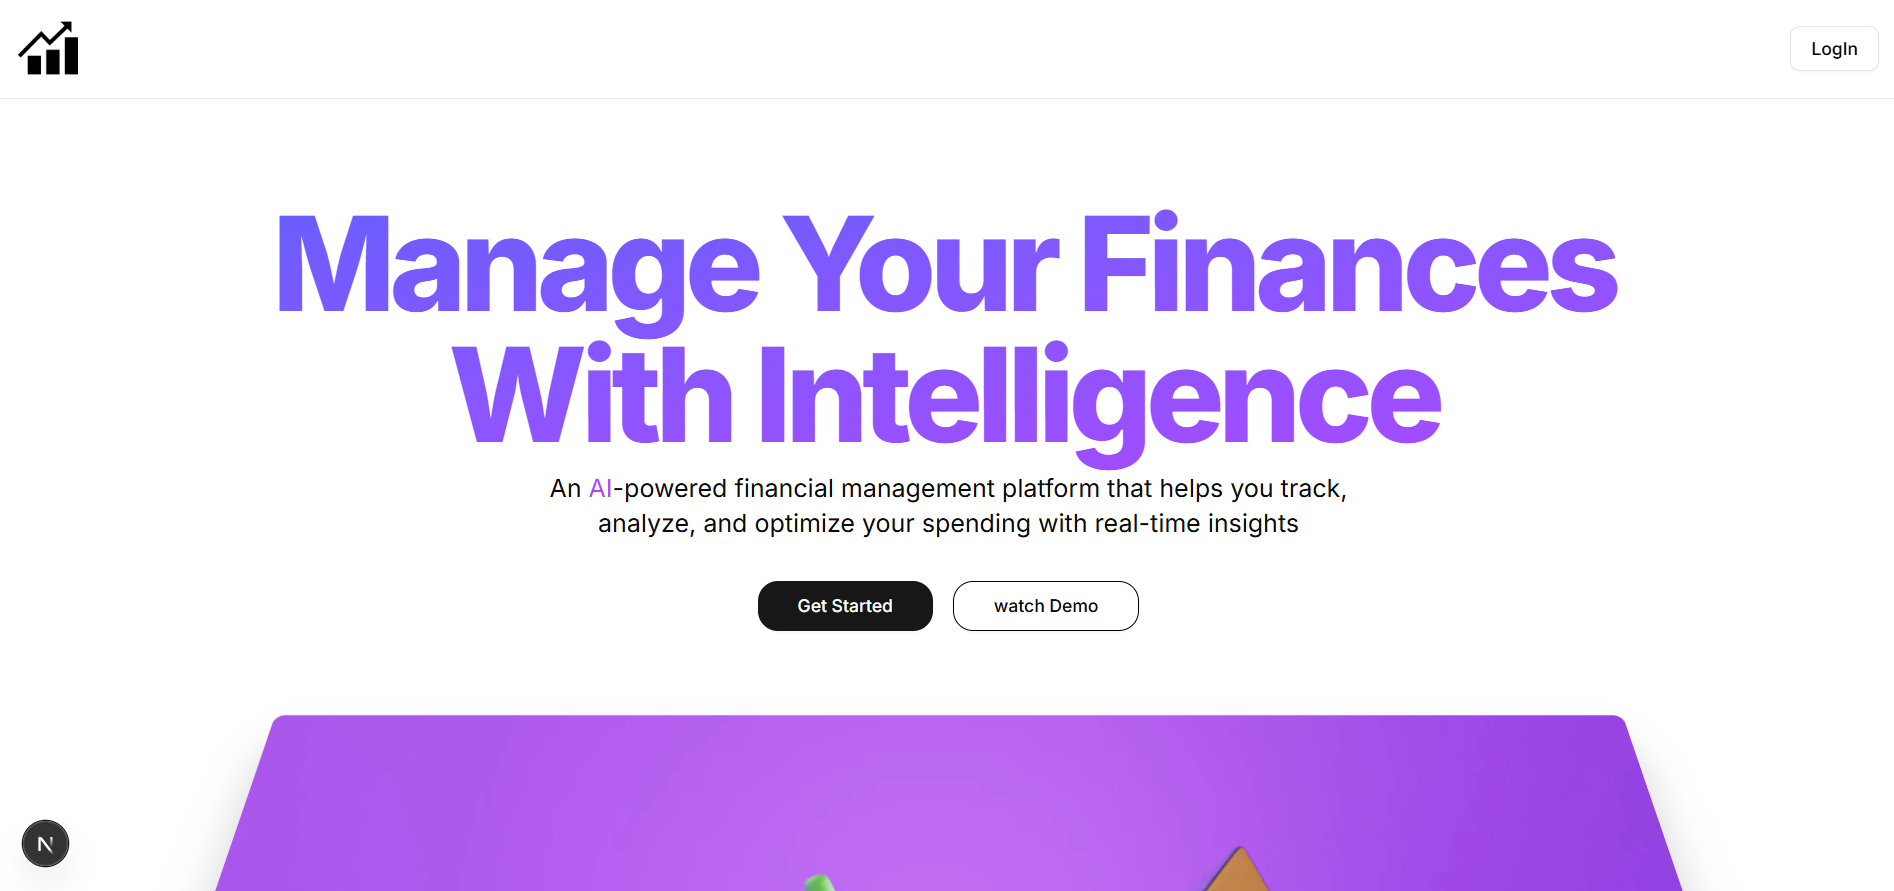 LogIn
Manage Your Finances
With Intelligence
An AI-powered financial management platform that helps you track,
analyze, and optimize your spending with real-time insights
Get Started
watch Demo
N